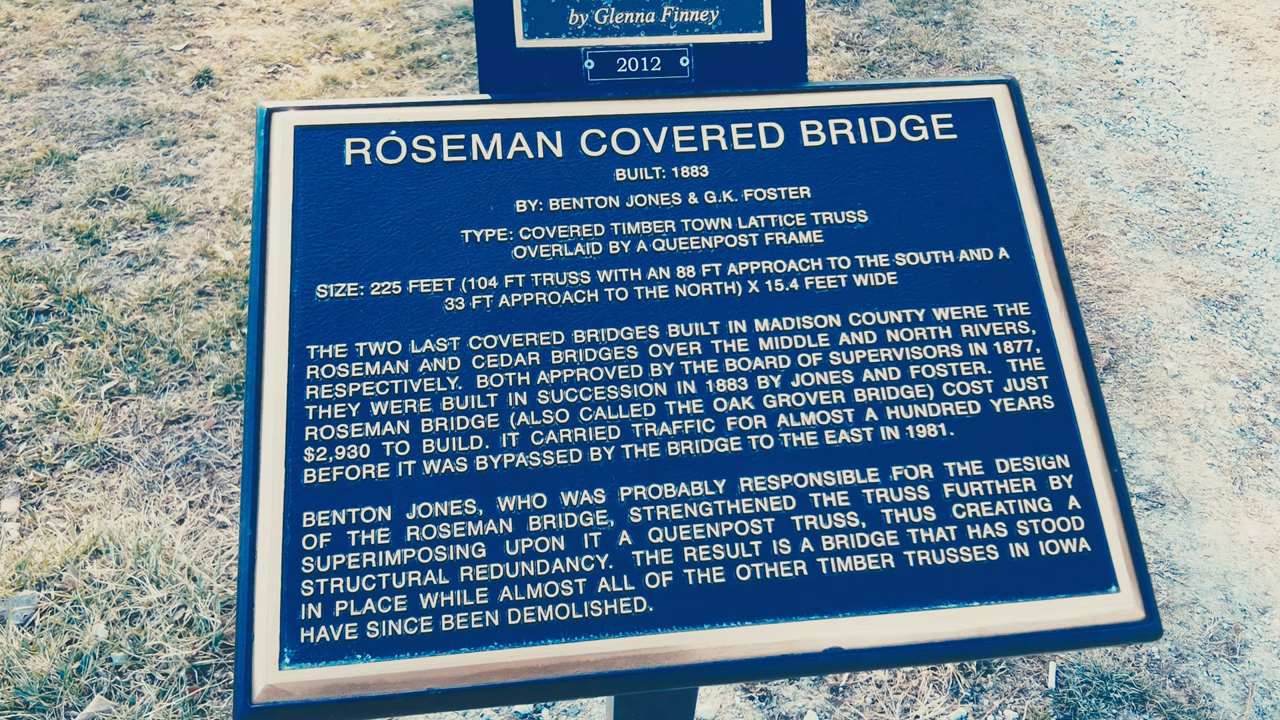 by Glenna Finney
2012
ROSEMAN COVERED BRIDGE
BUILT: 1883
BY: BENTON JONES & G.K. FOSTER
TYPE: COVERED TIMBER TOWN LATTICE TRUSS
OVERLAID BY A QUEENPOST FRAME
SIZE: 225 FEET (104 FT TRUSS WITH AN 88 FT APPROACH TO THE SOUTH AND A
33 FT APPROACH TO THE NORTH) X 15.4 FEET WIDE
THE TWO LAST COVERED BRIDGES BUILT IN MADISON COUNTY WERE THE
ROSEMAN AND CEDAR BRIDGES OVER THE MIDDLE AND NORTH RIVERS,
RESPECTIVELY. BOTH APPROVED BY THE BOARD OF SUPERVISORS IN 1877,
THEY WERE BUILT IN SUCCESSION IN 1883 BY JONES AND FOSTER. THE
ROSEMAN BRIDGE (ALSO CALLED THE OAK GROVER BRIDGE) COST JUST
$2,930 TO BUILD. IT CARRIED TRAFFIC FOR ALMOST A HUNDRED YEARS
BEFORE IT WAS BYPASSED BY THE BRIDGE TO THE EAST IN 1981.
BENTON JONES, WHO WAS PROBABLY RESPONSIBLE FOR THE DESIGN
OF THE ROSEMAN BRIDGE, STRENGTHENED THE TRUSS FURTHER BY
SUPERIMPOSING UPON IT A QUEENPOST TRUSS, THUS CREATING A
STRUCTURAL REDUNDANCY. THE RESULT IS A BRIDGE THAT HAS STOOD
IN PLACE WHILE ALMOST ALL OF THE OTHER TIMBER TRUSSES IN IOWA
HAVE SINCE BEEN DEMOLISHED.